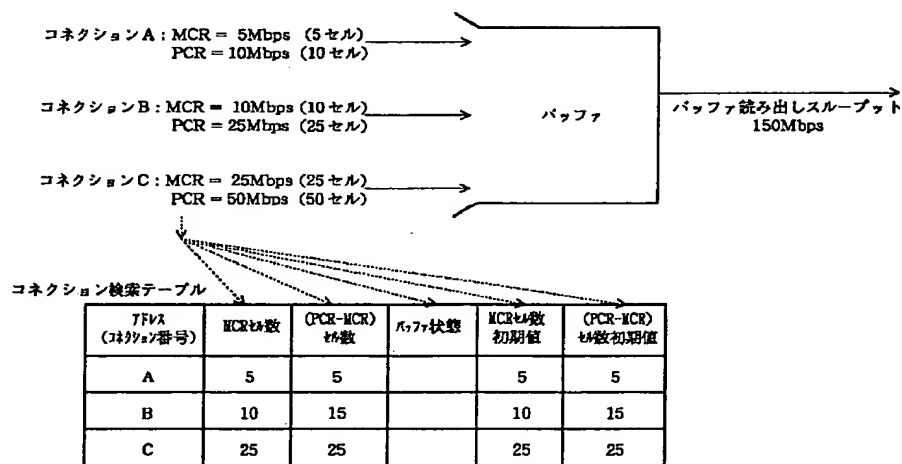 コネクションA:MCR = 5Mbps (5セル)
PCR = 10Mbps (10セル)
コネクションB:MCR = 10Mbps (10セル)
PCR = 25Mbps (25セル)
コネクションC:MCR = 25Mbps (25セル)
PCR = 50Mbps (50セル)
バッファ
バッファ読み出しスループット
150Mbps
コネクション検索テーブル
アドレス
(コネクション番号)
MCRセル数
(PCR-MCR)
セル数
バッファ状態
MCRセル数
初期値
(PCR-MCR)
セル数初期値
A 5 5 5 5
B 10 15 10 15
C 25 25 25 25